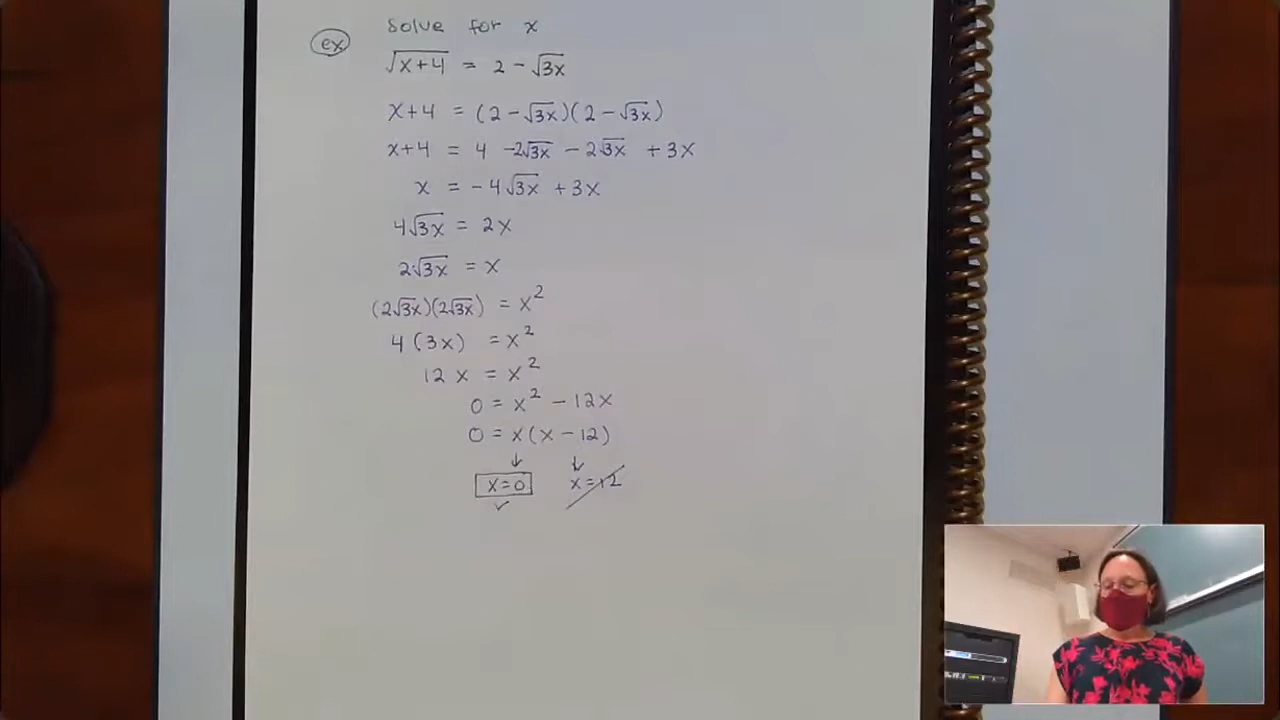 ex Solve for x
√(x+4) = 2 - √(3x)
x+4 = (2 - √(3x))(2 - √(3x))
x+4 = 4 -2√(3x) - 2√(3x) + 3x
x = -4√(3x) + 3x
4√(3x) = 2x
2√(3x) = x
(2√(3x))(2√(3x)) = x²
4(3x) = x²
12x = x²
0 = x² - 12x
0 = x(x - 12)
↓ ↓
x=0 x=12
✓